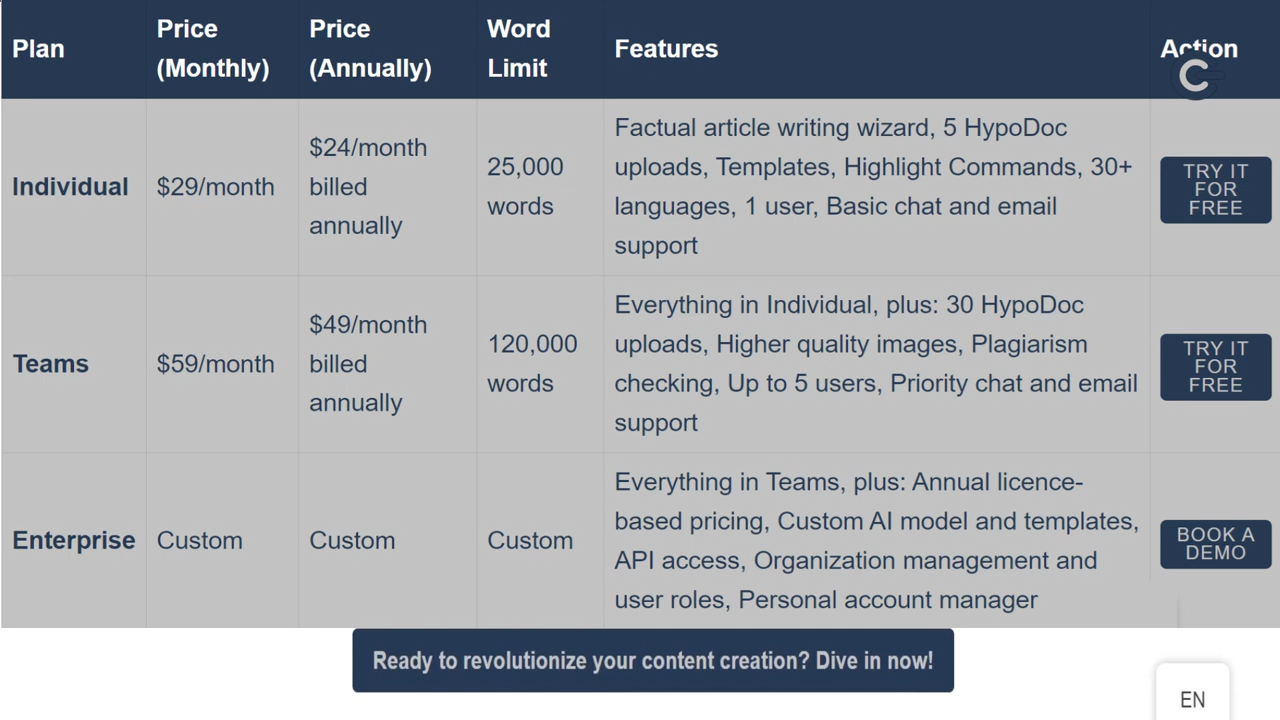 Plan
Price
(Monthly)
Price
(Annually)
Word
Limit
Features
Action
Individual
$29/month
$24/month
billed
annually
25,000
words
Factual article writing wizard, 5 HypoDoc
uploads, Templates, Highlight Commands, 30+
languages, 1 user, Basic chat and email
support
TRY IT
FOR
FREE
Teams
$59/month
$49/month
billed
annually
120,000
words
Everything in Individual, plus: 30 HypoDoc
uploads, Higher quality images, Plagiarism
checking, Up to 5 users, Priority chat and email
support
TRY IT
FOR
FREE
Enterprise
Custom
Custom
Custom
Everything in Teams, plus: Annual licence-
based pricing, Custom AI model and templates,
API access, Organization management and
user roles, Personal account manager
BOOK A
DEMO
Ready to revolutionize your content creation? Dive in now!
EN